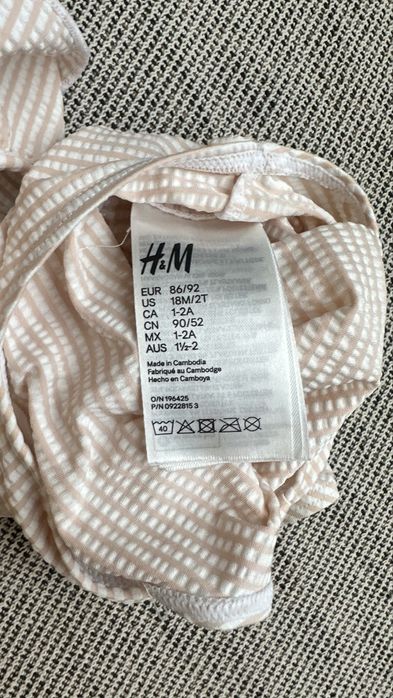 H&M
EUR 86/92
US 18M/2T
CA 1-2A
CN 90/52
MX 1-2A
AUS 1½-2
Made in Cambodia
Fabriqué au Cambodge
Hecho en Camboya
O/N 196425
P/N 0922815 3
40